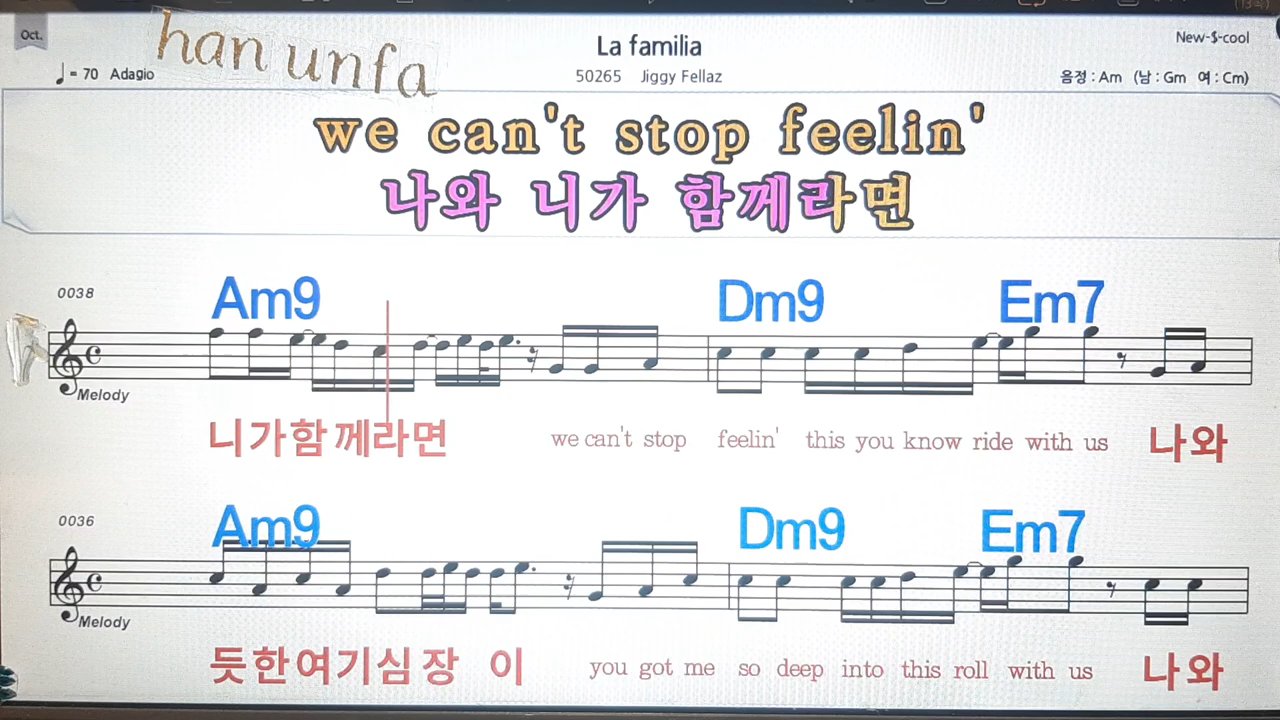 Oct.
han unfa
La familia
New-$-cool
♩= 70 Adagio
50265 Jiggy Fellaz
음정 : Am (남 : Gm 여 : Cm)
we can't stop feelin'
나와 니가 함께라면
0038
Am9 Dm9 Em7
Melody
니가함께라면 we can't stop feelin' this you know ride with us 나와
0036
Am9 Dm9 Em7
Melody
듯한여기심장 이 you got me so deep into this roll with us 나와